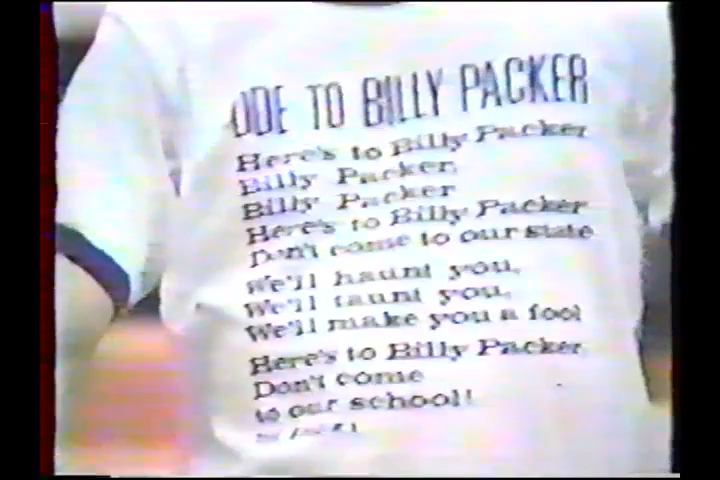 ODE TO BILLY PACKER
Here's to Billy Packer
Billy Packer,
Billy Packer
Here's to Billy Packer
Don't come to our state
We'll haunt you,
We'll taunt you,
We'll make you a fool
Here's to Billy Packer
Don't come
to our school!